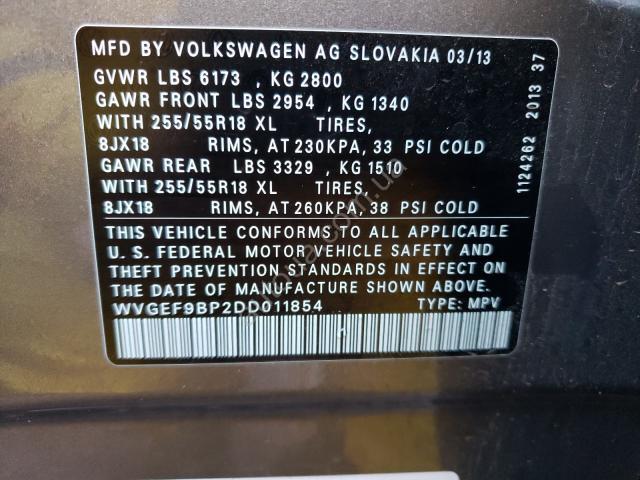 MFD BY VOLKSWAGEN AG SLOVAKIA 03/13
GVWR LBS 6173 , KG 2800
GAWR FRONT LBS 2954 , KG 1340
WITH 255/55R18 XL TIRES,
8JX18 RIMS, AT 230KPA, 33 PSI COLD
GAWR REAR LBS 3329 , KG 1510
WITH 255/55R18 XL TIRES,
8JX18 RIMS, AT 260KPA, 38 PSI COLD
THIS VEHICLE CONFORMS TO ALL APPLICABLE
U. S. FEDERAL MOTOR VEHICLE SAFETY AND
THEFT PREVENTION STANDARDS IN EFFECT ON
THE DATE OF MANUFACTURE SHOWN ABOVE.
WVGEF9BP2DD011854 TYPE: MPV
1124262 2013 37